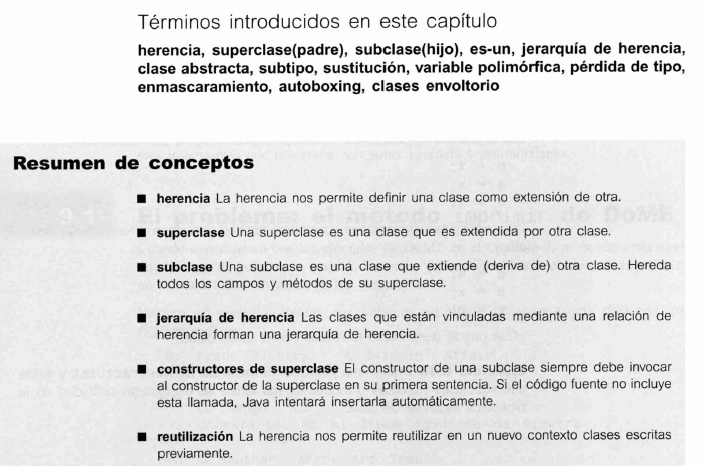 Términos introducidos en este capítulo
herencia, superclase(padre), subclase(hijo), es-un, jerarquía de herencia,
clase abstracta, subtipo, sustitución, variable polimórfica, pérdida de tipo,
enmascaramiento, autoboxing, clases envoltorio
Resumen de conceptos
■ herencia La herencia nos permite definir una clase como extensión de otra.
■ superclase Una superclase es una clase que es extendida por otra clase.
■ subclase Una subclase es una clase que extiende (deriva de) otra clase. Hereda
todos los campos y métodos de su superclase.
■ jerarquía de herencia Las clases que están vinculadas mediante una relación de
herencia forman una jerarquía de herencia.
■ constructores de superclase El constructor de una subclase siempre debe invocar
al constructor de la superclase en su primera sentencia. Si el código fuente no incluye
esta llamada, Java intentará insertarla automáticamente.
■ reutilización La herencia nos permite reutilizar en un nuevo contexto clases escritas
previamente.